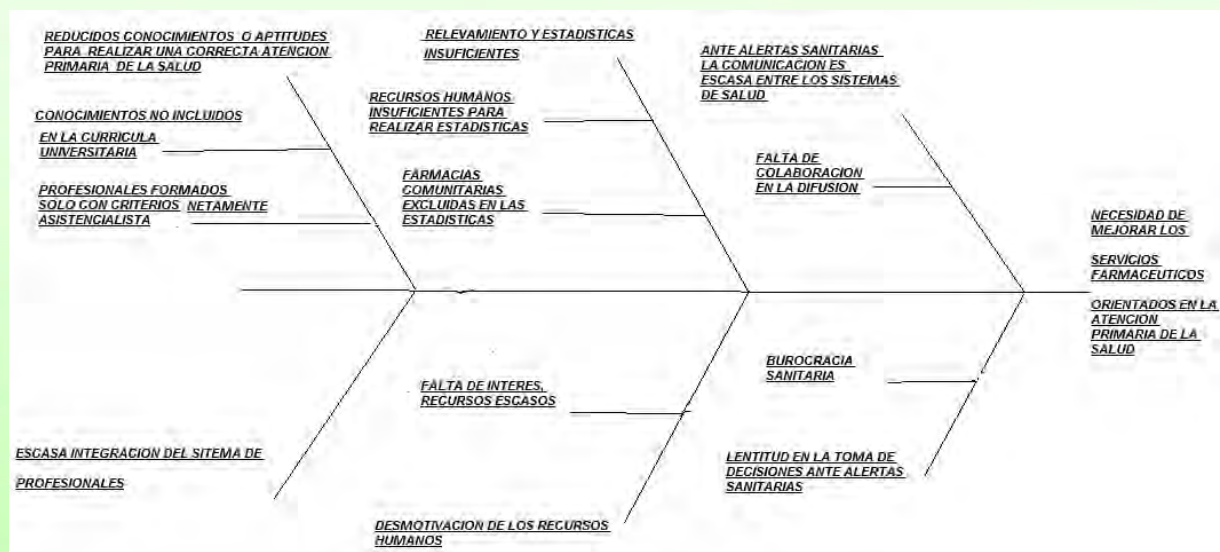 REDUCIDOS CONOCIMIENTOS O APTITUDES
PARA REALIZAR UNA CORRECTA ATENCION
PRIMARIA DE LA SALUD
CONOCIMIENTOS NO INCLUIDOS
EN LA CURRICULA
UNIVERSITARIA
PROFESIONALES FORMADOS
SOLO CON CRITERIOS NETAMENTE
ASISTENCIALISTA
RELEVAMIENTO Y ESTADISTICAS
INSUFICIENTES
RECURSOS HUMANOS
INSUFICIENTES PARA
REALIZAR ESTADISTICAS
FARMACIAS
COMUNITARIAS
EXCLUIDAS EN LAS
ESTADISTICAS
ANTE ALERTAS SANITARIAS
LA COMUNICACION ES
ESCASA ENTRE LOS SISTEMAS
DE SALUD
FALTA DE
COLABORACION
EN LA DIFUSION
NECESIDAD DE
MEJORAR LOS
SERVICIOS
FARMACEUTICOS
ORIENTADOS EN LA
ATENCION
PRIMARIA DE LA
SALUD
ESCASA INTEGRACION DEL SITEMA DE
PROFESIONALES
FALTA DE INTERES,
RECURSOS ESCASOS
DESMOTIVACION DE LOS RECURSOS
HUMANOS
BUROCRACIA
SANITARIA
LENTITUD EN LA TOMA DE
DECISIONES ANTE ALERTAS
SANITARIAS